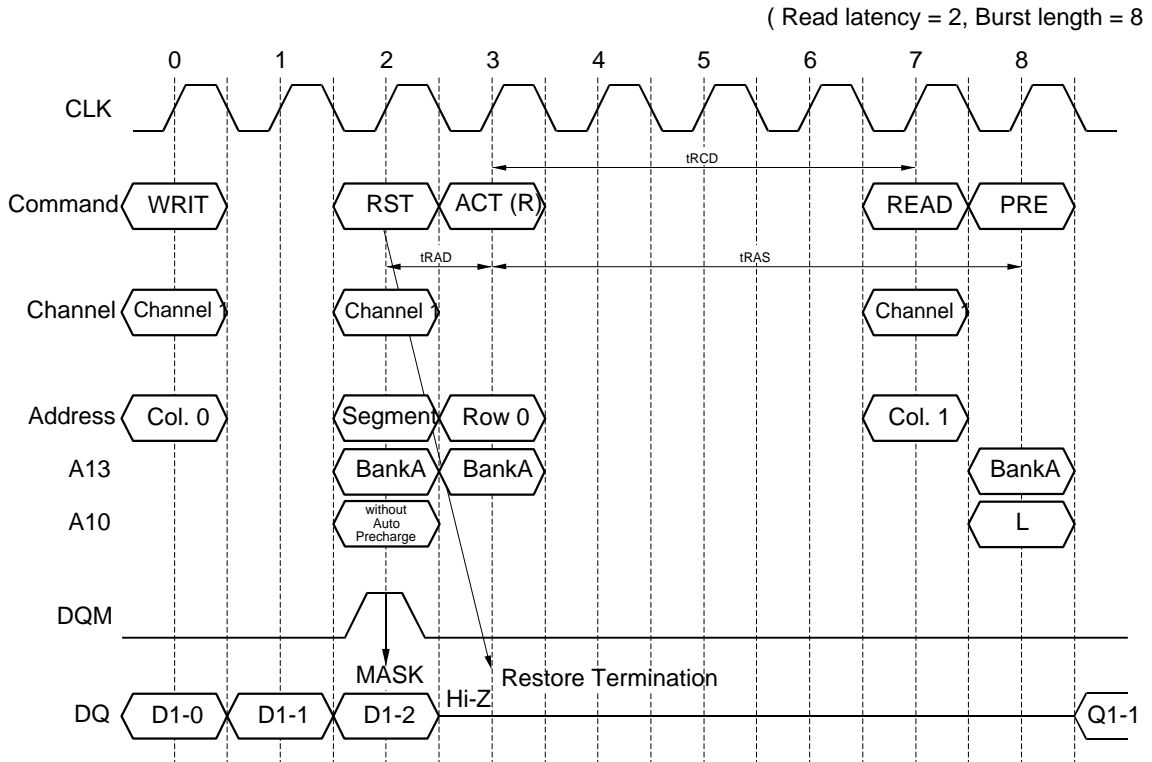 ( Read latency = 2, Burst length = 8
0 1 2 3 4 5 6 7 8
CLK
tRCD
Command WRIT RST ACT (R) READ PRE
tRAD tRAS
Channel Channel 1 Channel 1 Channel 1
Address Col. 0 Segment Row 0 Col. 1
A13 BankA BankA BankA
A10 without Auto Precharge L
DQM
MASK Restore Termination
Hi-Z
DQ D1-0 D1-1 D1-2 Q1-1